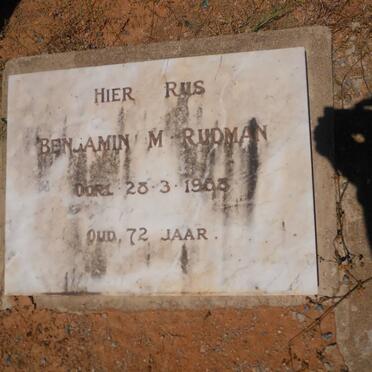 HIER RUS
BENJAMIN M RUDMAN
OORL. 28·3·1968
OUD, 72 JAAR.